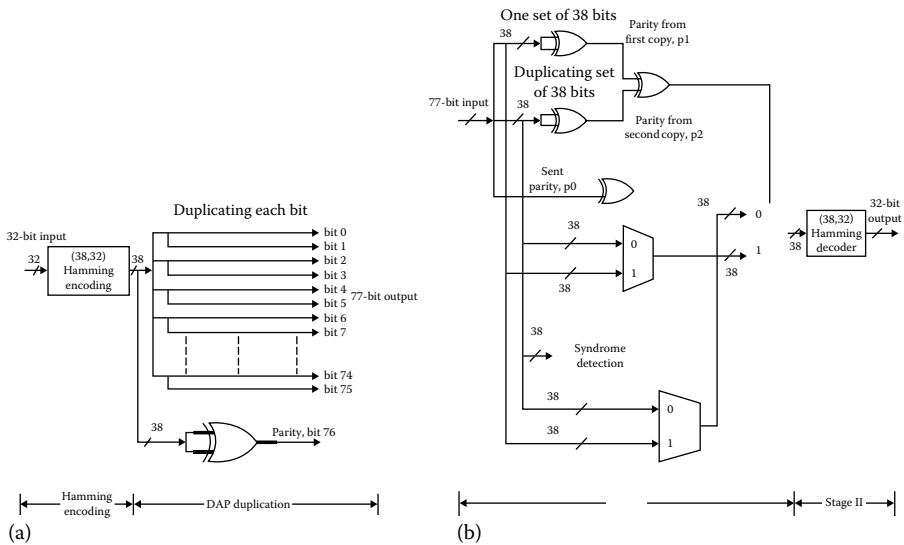 32-bit input
32
(38,32)
Hamming
encoding
38
Duplicating each bit
bit 0
bit 1
bit 2
bit 3
bit 4
bit 5
77-bit output
bit 6
bit 7
bit 74
bit 75
38
Parity, bit 76
Hamming
encoding
DAP duplication
(a)
One set of 38 bits
38
Parity from
first copy, p1
Duplicating set
of 38 bits
77-bit input
38
Parity from
second copy, p2
Sent
parity, p0
38
0
1
38
38
0
1
38
38
Syndrome
detection
38
0
38
1
(38,32)
Hamming
decoder
38
32-bit
output
Stage II
(b)